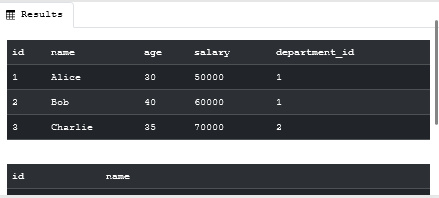 Results
id name age salary department_id
1 Alice 30 50000 1
2 Bob 40 60000 1
3 Charlie 35 70000 2
id name